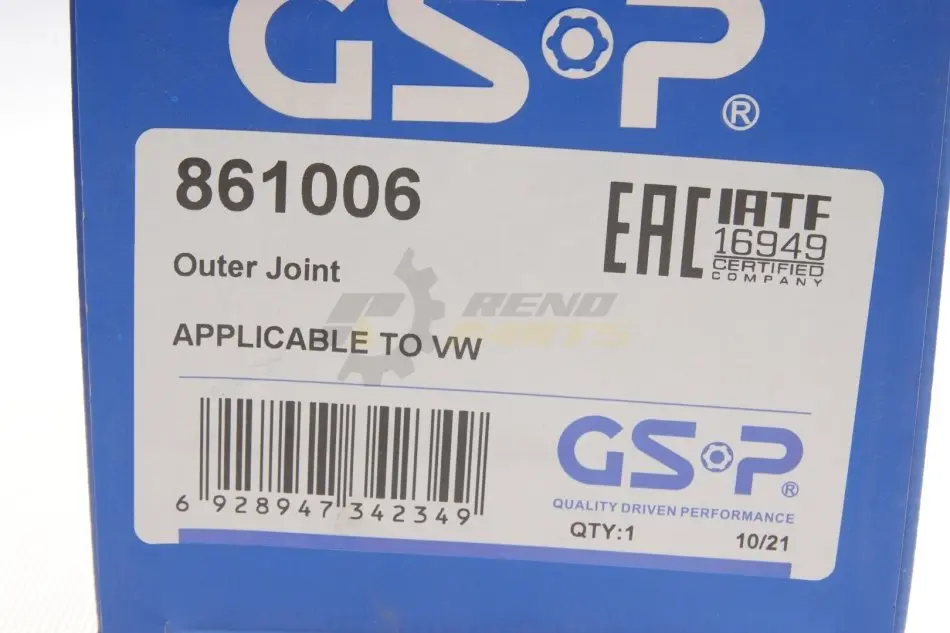 GSP®
861006
EAC IATF
16949
CERTIFIED
COMPANY
Outer Joint
RENO
PARTS
APPLICABLE TO VW
6 928947 342349
GSP®
QUALITY DRIVEN PERFORMANCE
QTY:1
10/21